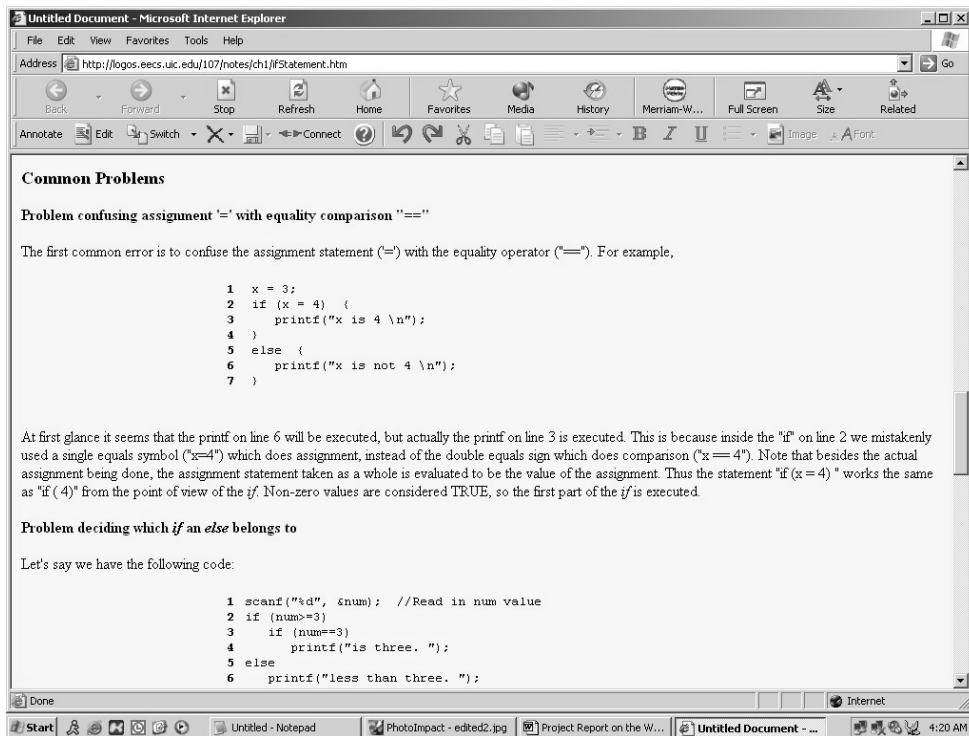 Untitled Document - Microsoft Internet Explorer
File Edit View Favorites Tools Help
Address http://logos.eecs.uic.edu/107/notes/ch1/ifStatement.htm Go
Back Forward Stop Refresh Home Favorites Media History Merriam-W... Full Screen Size Related
Annotate Edit Switch Connect B I U Image A Font
Common Problems
Problem confusing assignment '=' with equality comparison "=="
The first common error is to confuse the assignment statement ('=') with the equality operator ("=="). For example,
1 x = 3;
2 if (x = 4) {
3 printf("x is 4 \n");
4 }
5 else {
6 printf("x is not 4 \n");
7 }
At first glance it seems that the printf on line 6 will be executed, but actually the printf on line 3 is executed. This is because inside the "if" on line 2 we mistakenly
used a single equals symbol ("x=4") which does assignment, instead of the double equals sign which does comparison ("x == 4"). Note that besides the actual
assignment being done, the assignment statement taken as a whole is evaluated to be the value of the assignment. Thus the statement "if (x = 4) " works the same
as "if ( 4)" from the point of view of the if. Non-zero values are considered TRUE, so the first part of the if is executed.
Problem deciding which if an else belongs to
Let's say we have the following code:
1 scanf("%d", &num); //Read in num value
2 if (num>=3)
3 if (num==3)
4 printf("is three. ");
5 else
6 printf("less than three. ");
Done Internet
Start Untitled - Notepad PhotoImpact - edited2.jpg Project Report on the W... Untitled Document - ... 4:20 AM